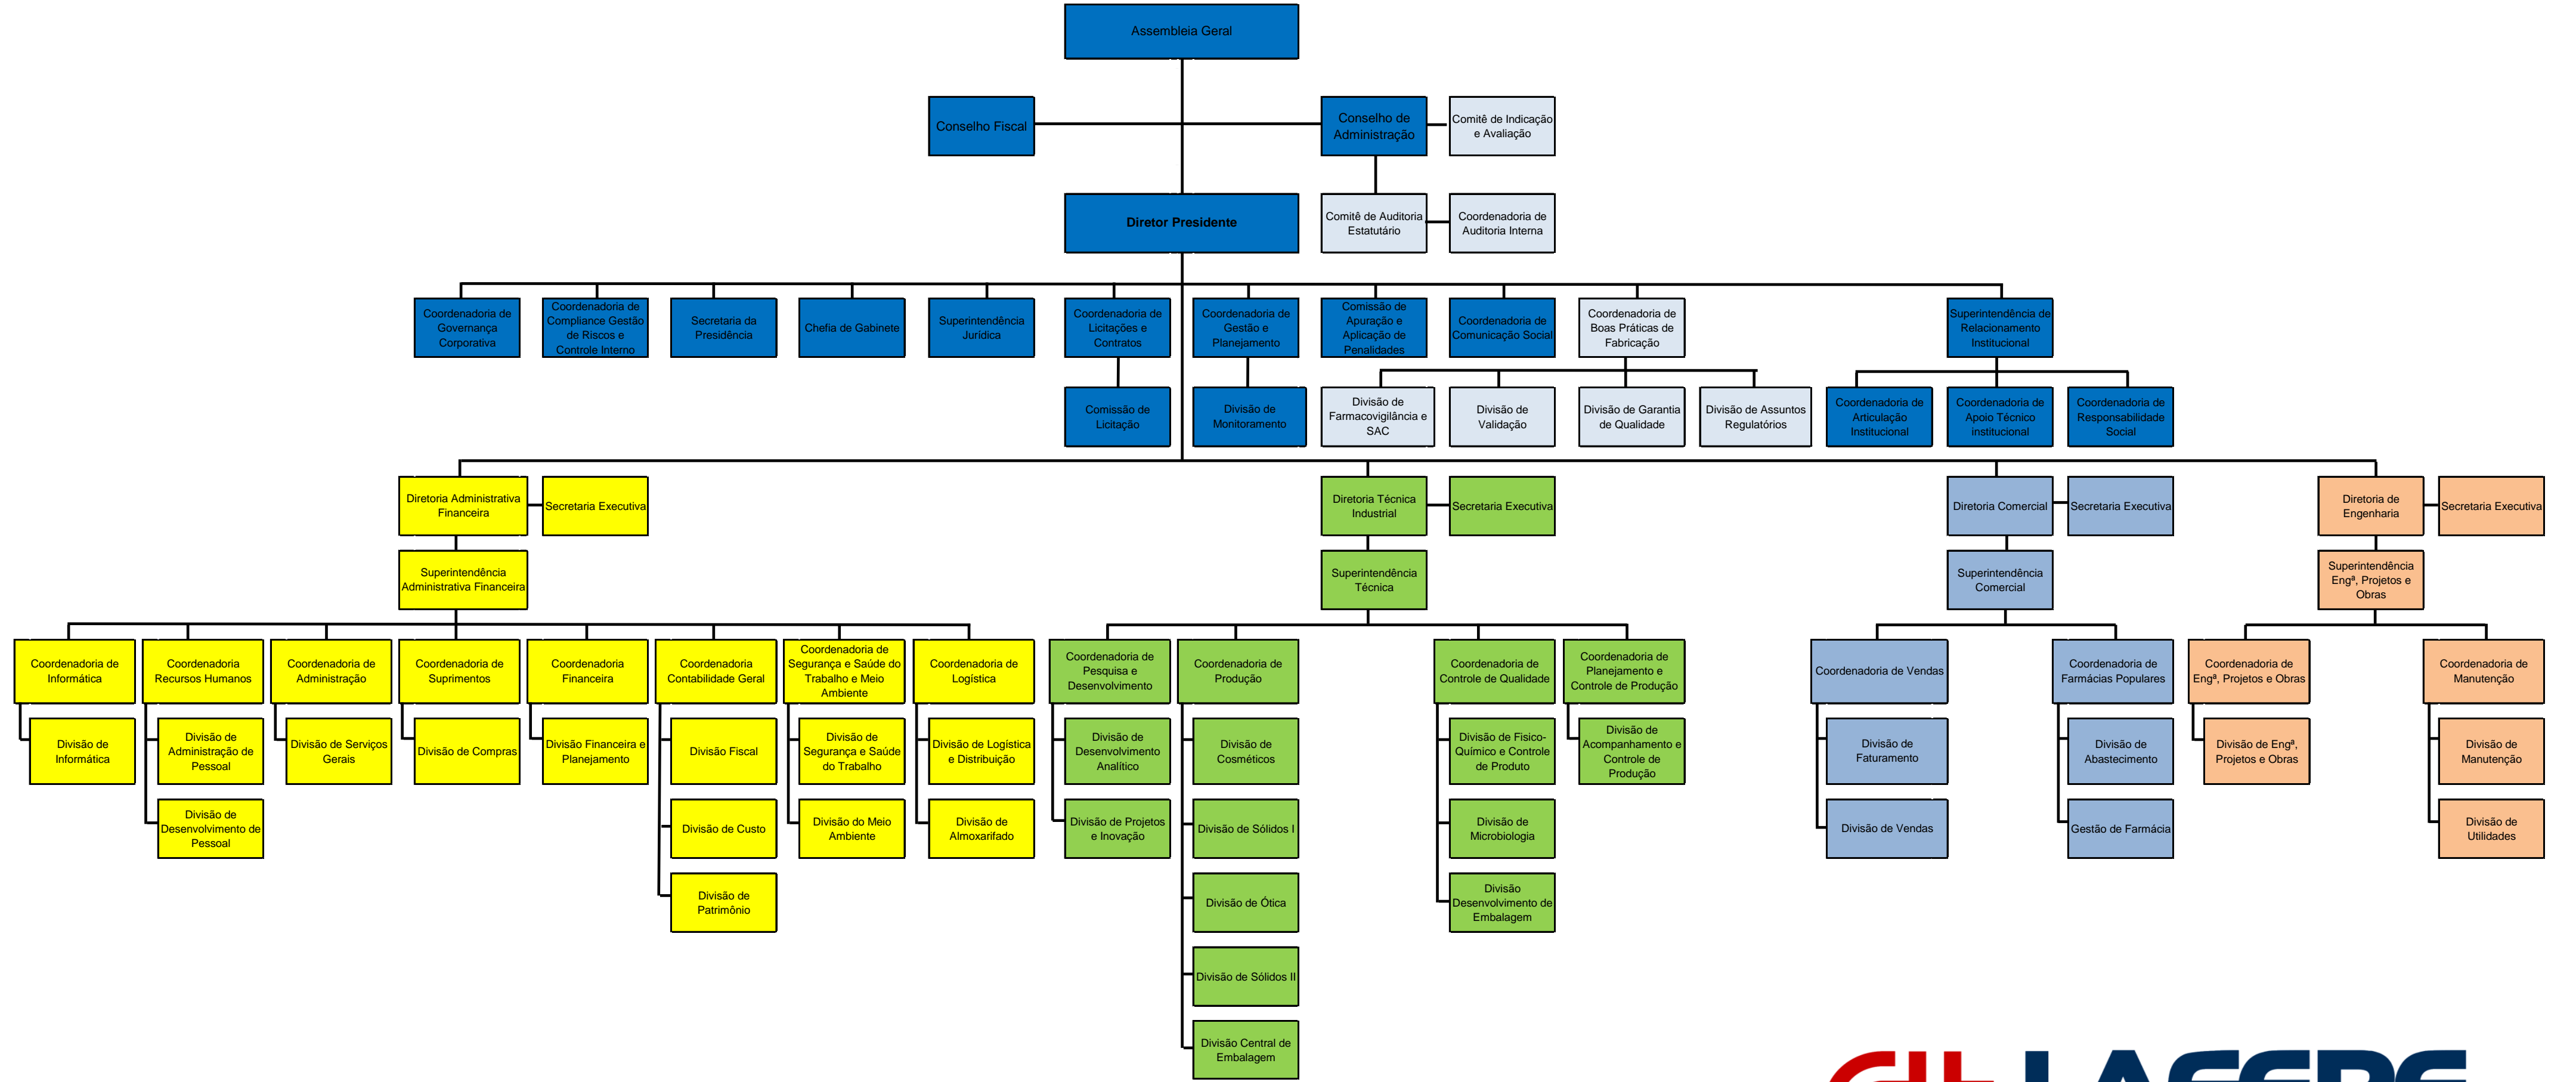 Assembleia Geral
Conselho Fiscal
Conselho de
Administração
Comitê de Indicação
e Avaliação
Diretor Presidente
Comitê de Auditoria
Estatutário
Coordenadoria de
Auditoria Interna
Coordenadoria de
Governança
Corporativa
Coordenadoria de
Compliance Gestão
de Riscos e
Controle Interno
Secretaria da
Presidência
Chefia de Gabinete
Superintendência
Jurídica
Coordenadoria de
Licitações e
Contratos
Coordenadoria de
Gestão e
Planejamento
Comissão de
Apuração e
Aplicação de
Penalidades
Coordenadoria de
Comunicação Social
Coordenadoria de
Boas Práticas de
Fabricação
Superintendência de
Relacionamento
Institucional
Comissão de
Licitação
Divisão de
Monitoramento
Divisão de
Farmacovigilância e
SAC
Divisão de
Validação
Divisão de Garantia
de Qualidade
Divisão de Assuntos
Regulatórios
Coordenadoria de
Articulação
Institucional
Coordenadoria de
Apoio Técnico
institucional
Coordenadoria de
Responsabilidade
Social
Diretoria Administrativa
Financeira
Secretaria Executiva
Diretoria Técnica
Industrial
Secretaria Executiva
Diretoria Comercial
Secretaria Executiva
Diretoria de
Engenharia
Secretaria Executiva
Superintendência
Administrativa Financeira
Superintendência
Técnica
Superintendência
Comercial
Superintendência
Engª, Projetos e
Obras
Coordenadoria de
Informática
Coordenadoria
Recursos Humanos
Coordenadoria de
Administração
Coordenadoria de
Suprimentos
Coordenadoria
Financeira
Coordenadoria
Contabilidade Geral
Coordenadoria de
Segurança e Saúde do
Trabalho e Meio
Ambiente
Coordenadoria de
Logística
Coordenadoria de
Pesquisa e
Desenvolvimento
Coordenadoria de
Produção
Coordenadoria de
Controle de Qualidade
Coordenadoria de
Planejamento e
Controle de Produção
Coordenadoria de Vendas
Coordenadoria de
Farmácias Populares
Coordenadoria de
Engª, Projetos e Obras
Coordenadoria de
Manutenção
Divisão de
Informática
Divisão de
Administração de
Pessoal
Divisão de Serviços
Gerais
Divisão de Compras
Divisão Financeira e
Planejamento
Divisão Fiscal
Divisão de
Segurança e Saúde
do Trabalho
Divisão de Logística
e Distribuição
Divisão de
Desenvolvimento
Analítico
Divisão de
Cosméticos
Divisão de Fisico-
Químico e Controle
de Produto
Divisão de
Acompanhamento e
Controle de
Produção
Divisão de
Faturamento
Divisão de
Abastecimento
Divisão de Engª,
Projetos e Obras
Divisão de
Manutenção
Divisão de
Desenvolvimento de
Pessoal
Divisão de Custo
Divisão do Meio
Ambiente
Divisão de
Almoxarifado
Divisão de Projetos
e Inovação
Divisão de Sólidos I
Divisão de
Microbiologia
Divisão de Vendas
Gestão de Farmácia
Divisão de
Utilidades
Divisão de
Patrimônio
Divisão de Ótica
Divisão
Desenvolvimento de
Embalagem
Divisão de Sólidos II
Divisão Central de
Embalagem